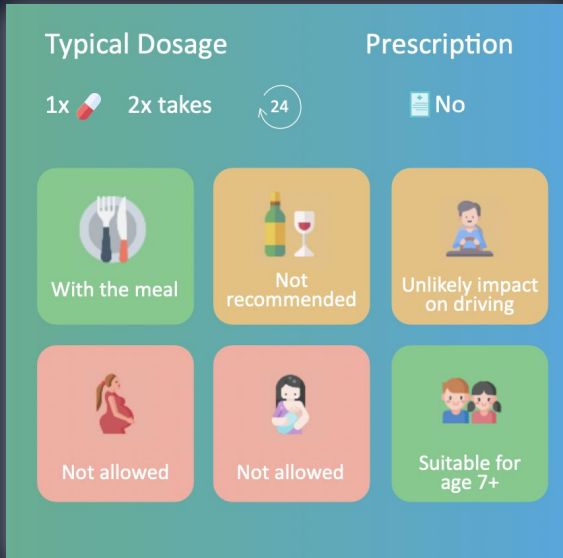 Typical Dosage
Prescription
1x
2x takes
24
No
With the meal
Not
recommended
Unlikely impact
on driving
Not allowed
Not allowed
Suitable for
age 7+